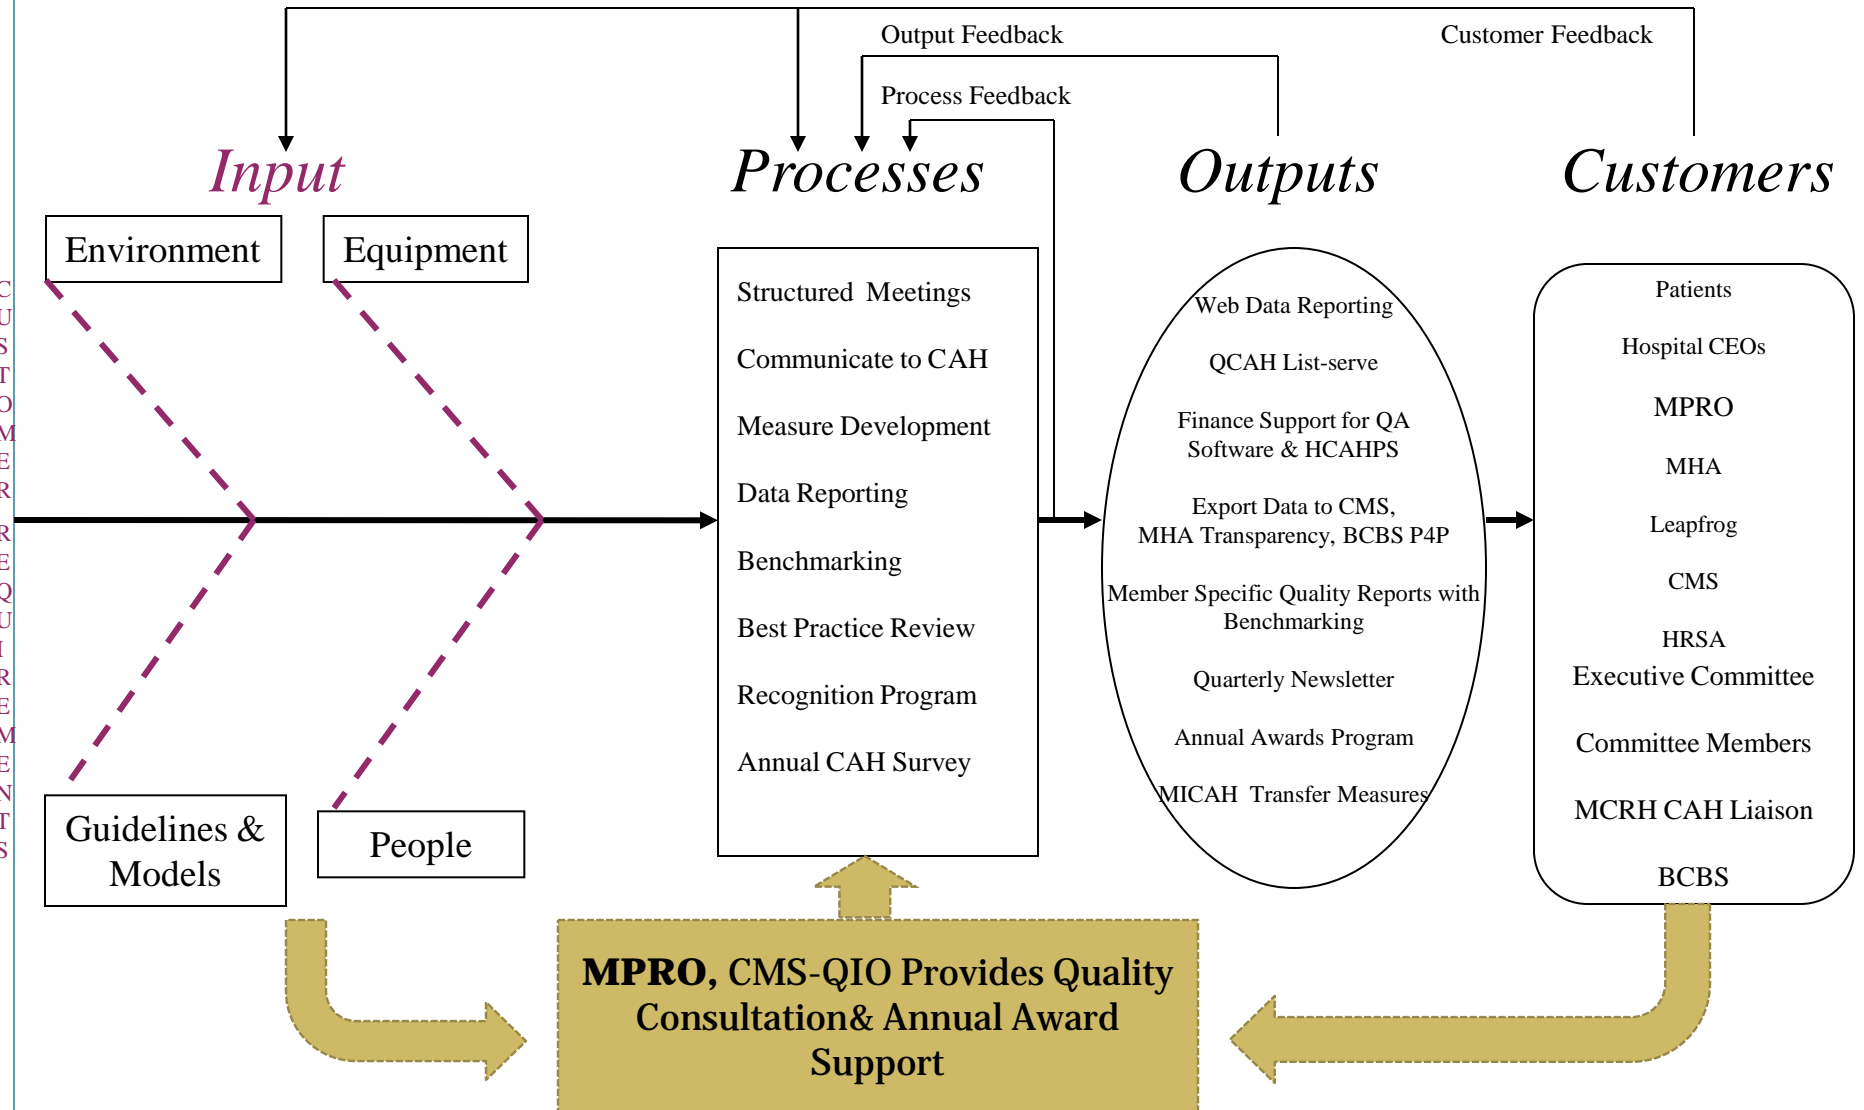 Output Feedback
Customer Feedback
Process Feedback
Input
Processes
Outputs
Customers
CUSTOMER REQUIREMENTS
Environment
Equipment
Guidelines &
Models
People
Structured  Meetings
Communicate to CAH
Measure Development
Data Reporting
Benchmarking
Best Practice Review
Recognition Program
Annual CAH Survey
Web Data Reporting
QCAH List-serve
Finance Support for QA
Software & HCAHPS
Export Data to CMS,
MHA Transparency, BCBS P4P
Member Specific Quality Reports with
Benchmarking
Quarterly Newsletter
Annual Awards Program
MICAH  Transfer Measures
Patients
Hospital CEOs
MPRO
MHA
Leapfrog
CMS
HRSA
Executive Committee
Committee Members
MCRH CAH Liaison
BCBS
MPRO, CMS-QIO Provides Quality
Consultation& Annual Award
Support